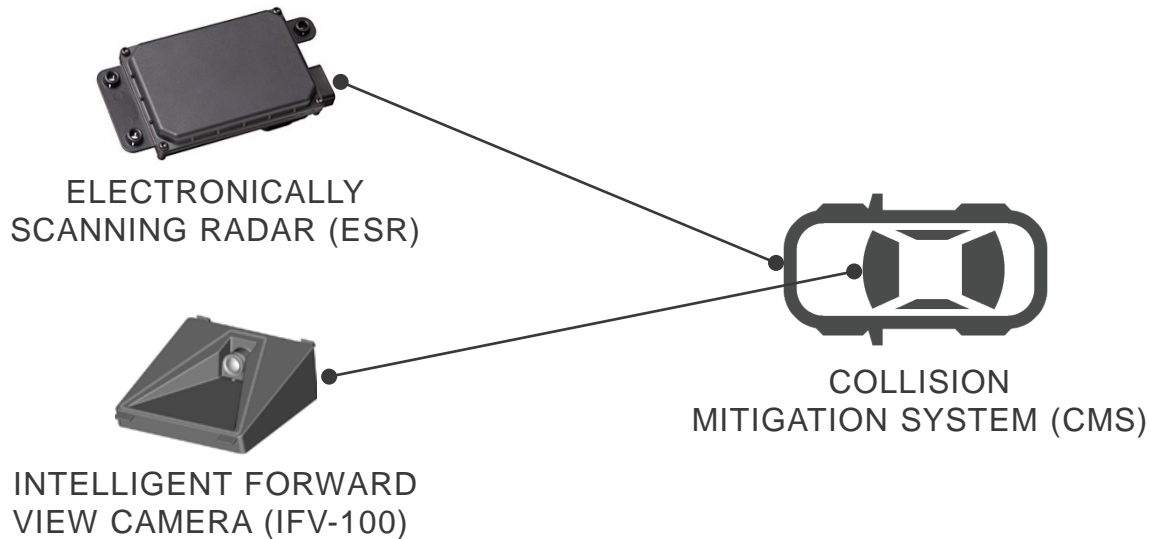 ELECTRONICALLY
SCANNING RADAR (ESR)
COLLISION
MITIGATION SYSTEM (CMS)
INTELLIGENT FORWARD
VIEW CAMERA (IFV-100)